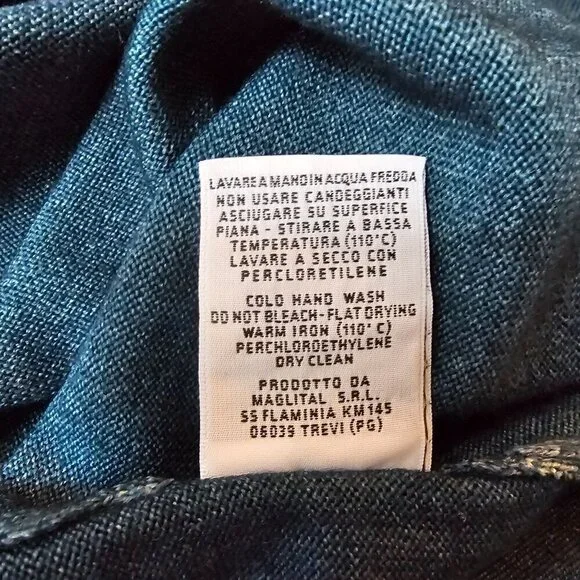 LAVARE A MANO IN ACQUA FREDDA
NON USARE CANDEGGIANTI
ASCIUGARE SU SUPERFICE
PIANA - STIRARE A BASSA
TEMPERATURA (110°C)
LAVARE A SECCO CON
PERCLORETILENE
COLD HAND WASH
DO NOT BLEACH-FLAT DRYING
WARM IRON (110°C)
PERCHLOROETHYLENE
DRY CLEAN
PRODOTTO DA
MAGLITAL S.R.L.
SS FLAMINIA KM 145
06039 TREVI (PG)